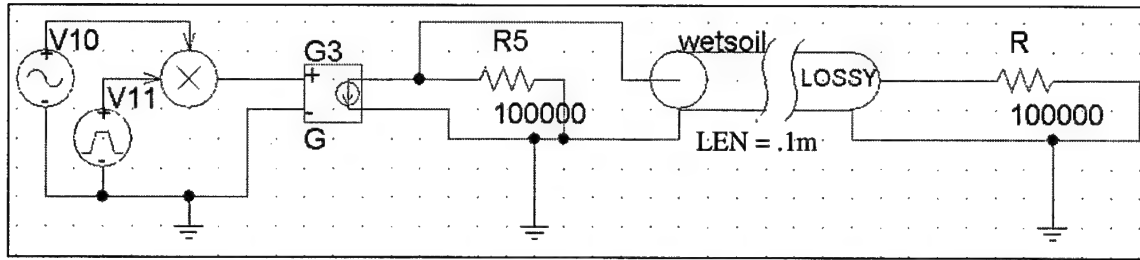 V10
V11
G3
G
R5
100000
wetsoil
LOSSY
LEN = .1m
R
100000